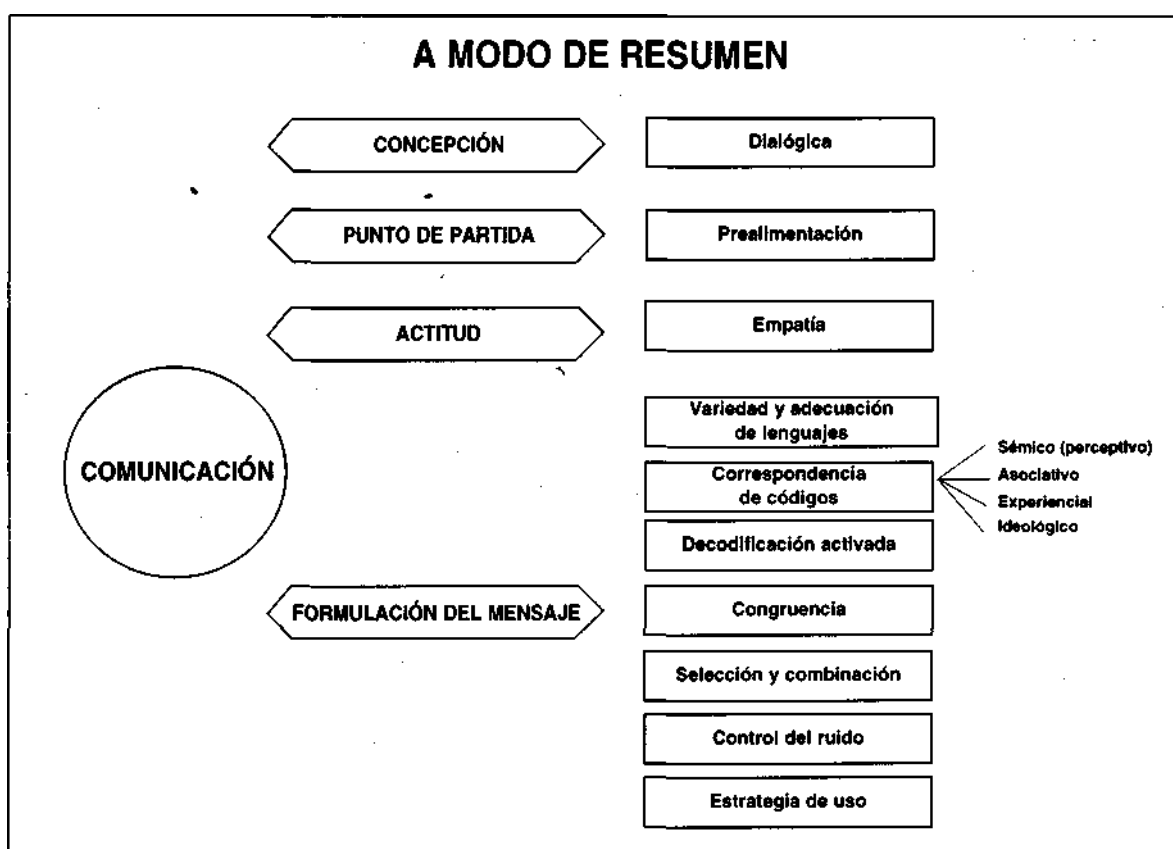 A MODO DE RESUMEN
CONCEPCIÓN
Dialógica
PUNTO DE PARTIDA
Prealimentación
ACTITUD
Empatía
COMUNICACIÓN
Variedad y adecuación
de lenguajes
Correspondencia
de códigos
Sémico (perceptivo)
Asociativo
Experiencial
Ideológico
Decodificación activada
FORMULACIÓN DEL MENSAJE
Congruencia
Selección y combinación
Control del ruido
Estrategia de uso